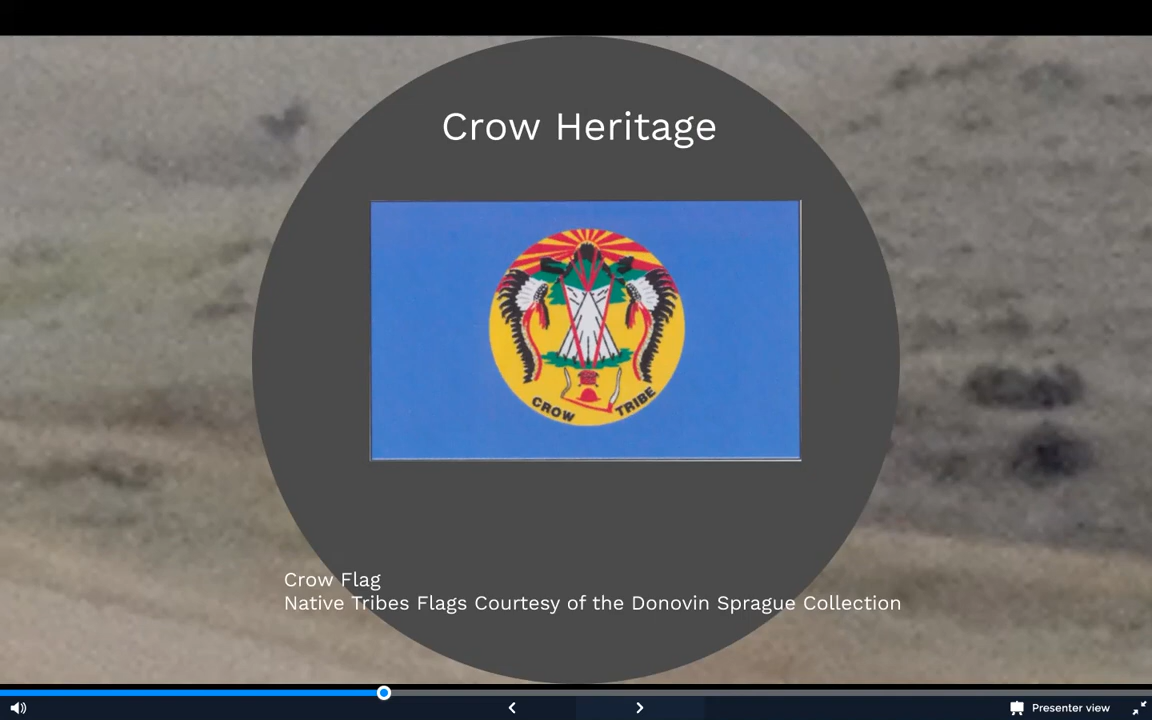 Crow Heritage
CROW TRIBE
Crow Flag
Native Tribes Flags Courtesy of the Donovin Sprague Collection
Presenter view